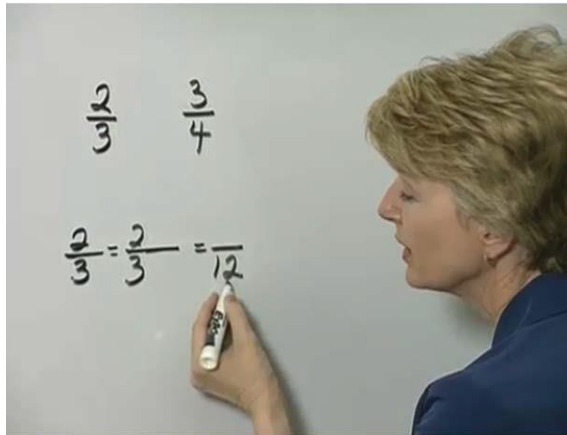 2/3 3/4
2/3 = 2/3 = /12